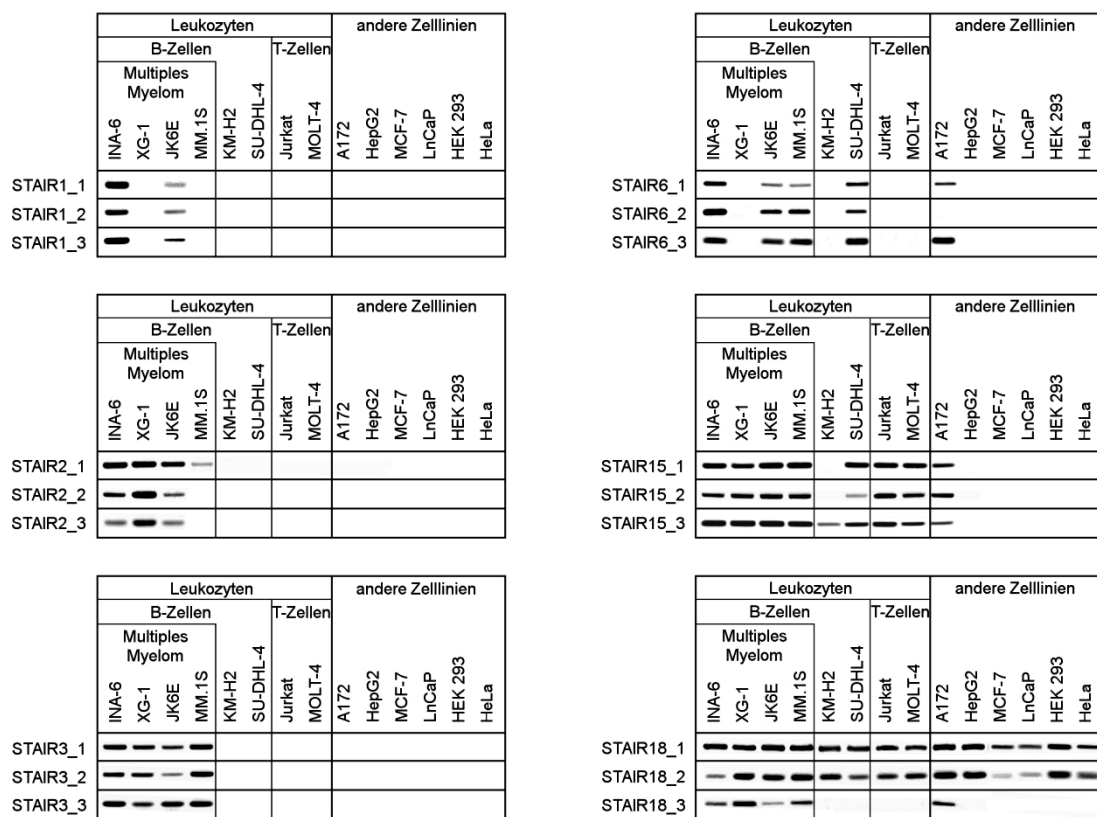 Leukozyten andere Zelllinien
B-Zellen T-Zellen
Multiples
Myelom
INA-6 XG-1 JK6E MM.1S KM-H2 SU-DHL-4 Jurkat MOLT-4 A172 HepG2 MCF-7 LnCaP HEK 293 HeLa
STAIR1_1
STAIR1_2
STAIR1_3
Leukozyten andere Zelllinien
B-Zellen T-Zellen
Multiples
Myelom
INA-6 XG-1 JK6E MM.1S KM-H2 SU-DHL-4 Jurkat MOLT-4 A172 HepG2 MCF-7 LnCaP HEK 293 HeLa
STAIR6_1
STAIR6_2
STAIR6_3
Leukozyten andere Zelllinien
B-Zellen T-Zellen
Multiples
Myelom
INA-6 XG-1 JK6E MM.1S KM-H2 SU-DHL-4 Jurkat MOLT-4 A172 HepG2 MCF-7 LnCaP HEK 293 HeLa
STAIR2_1
STAIR2_2
STAIR2_3
Leukozyten andere Zelllinien
B-Zellen T-Zellen
Multiples
Myelom
INA-6 XG-1 JK6E MM.1S KM-H2 SU-DHL-4 Jurkat MOLT-4 A172 HepG2 MCF-7 LnCaP HEK 293 HeLa
STAIR15_1
STAIR15_2
STAIR15_3
Leukozyten andere Zelllinien
B-Zellen T-Zellen
Multiples
Myelom
INA-6 XG-1 JK6E MM.1S KM-H2 SU-DHL-4 Jurkat MOLT-4 A172 HepG2 MCF-7 LnCaP HEK 293 HeLa
STAIR3_1
STAIR3_2
STAIR3_3
Leukozyten andere Zelllinien
B-Zellen T-Zellen
Multiples
Myelom
INA-6 XG-1 JK6E MM.1S KM-H2 SU-DHL-4 Jurkat MOLT-4 A172 HepG2 MCF-7 LnCaP HEK 293 HeLa
STAIR18_1
STAIR18_2
STAIR18_3